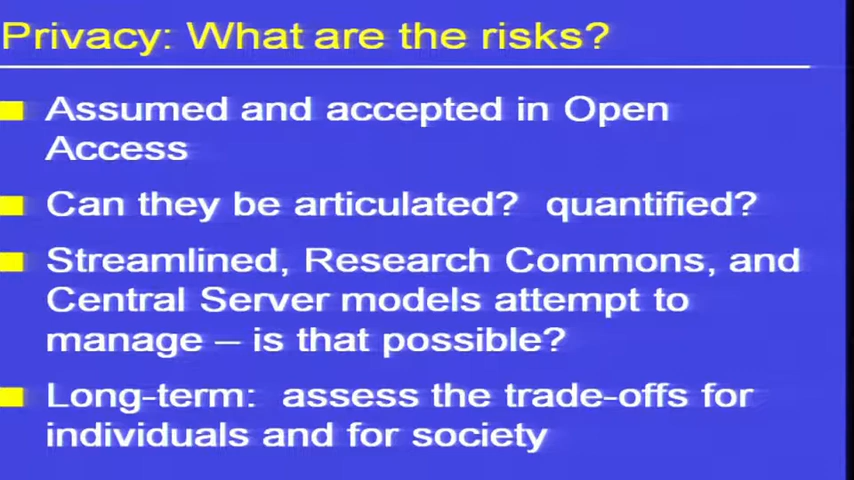 Privacy: What are the risks?
Assumed and accepted in Open
Access
Can they be articulated? quantified?
Streamlined, Research Commons, and
Central Server models attempt to
manage – is that possible?
Long-term: assess the trade-offs for
individuals and for society